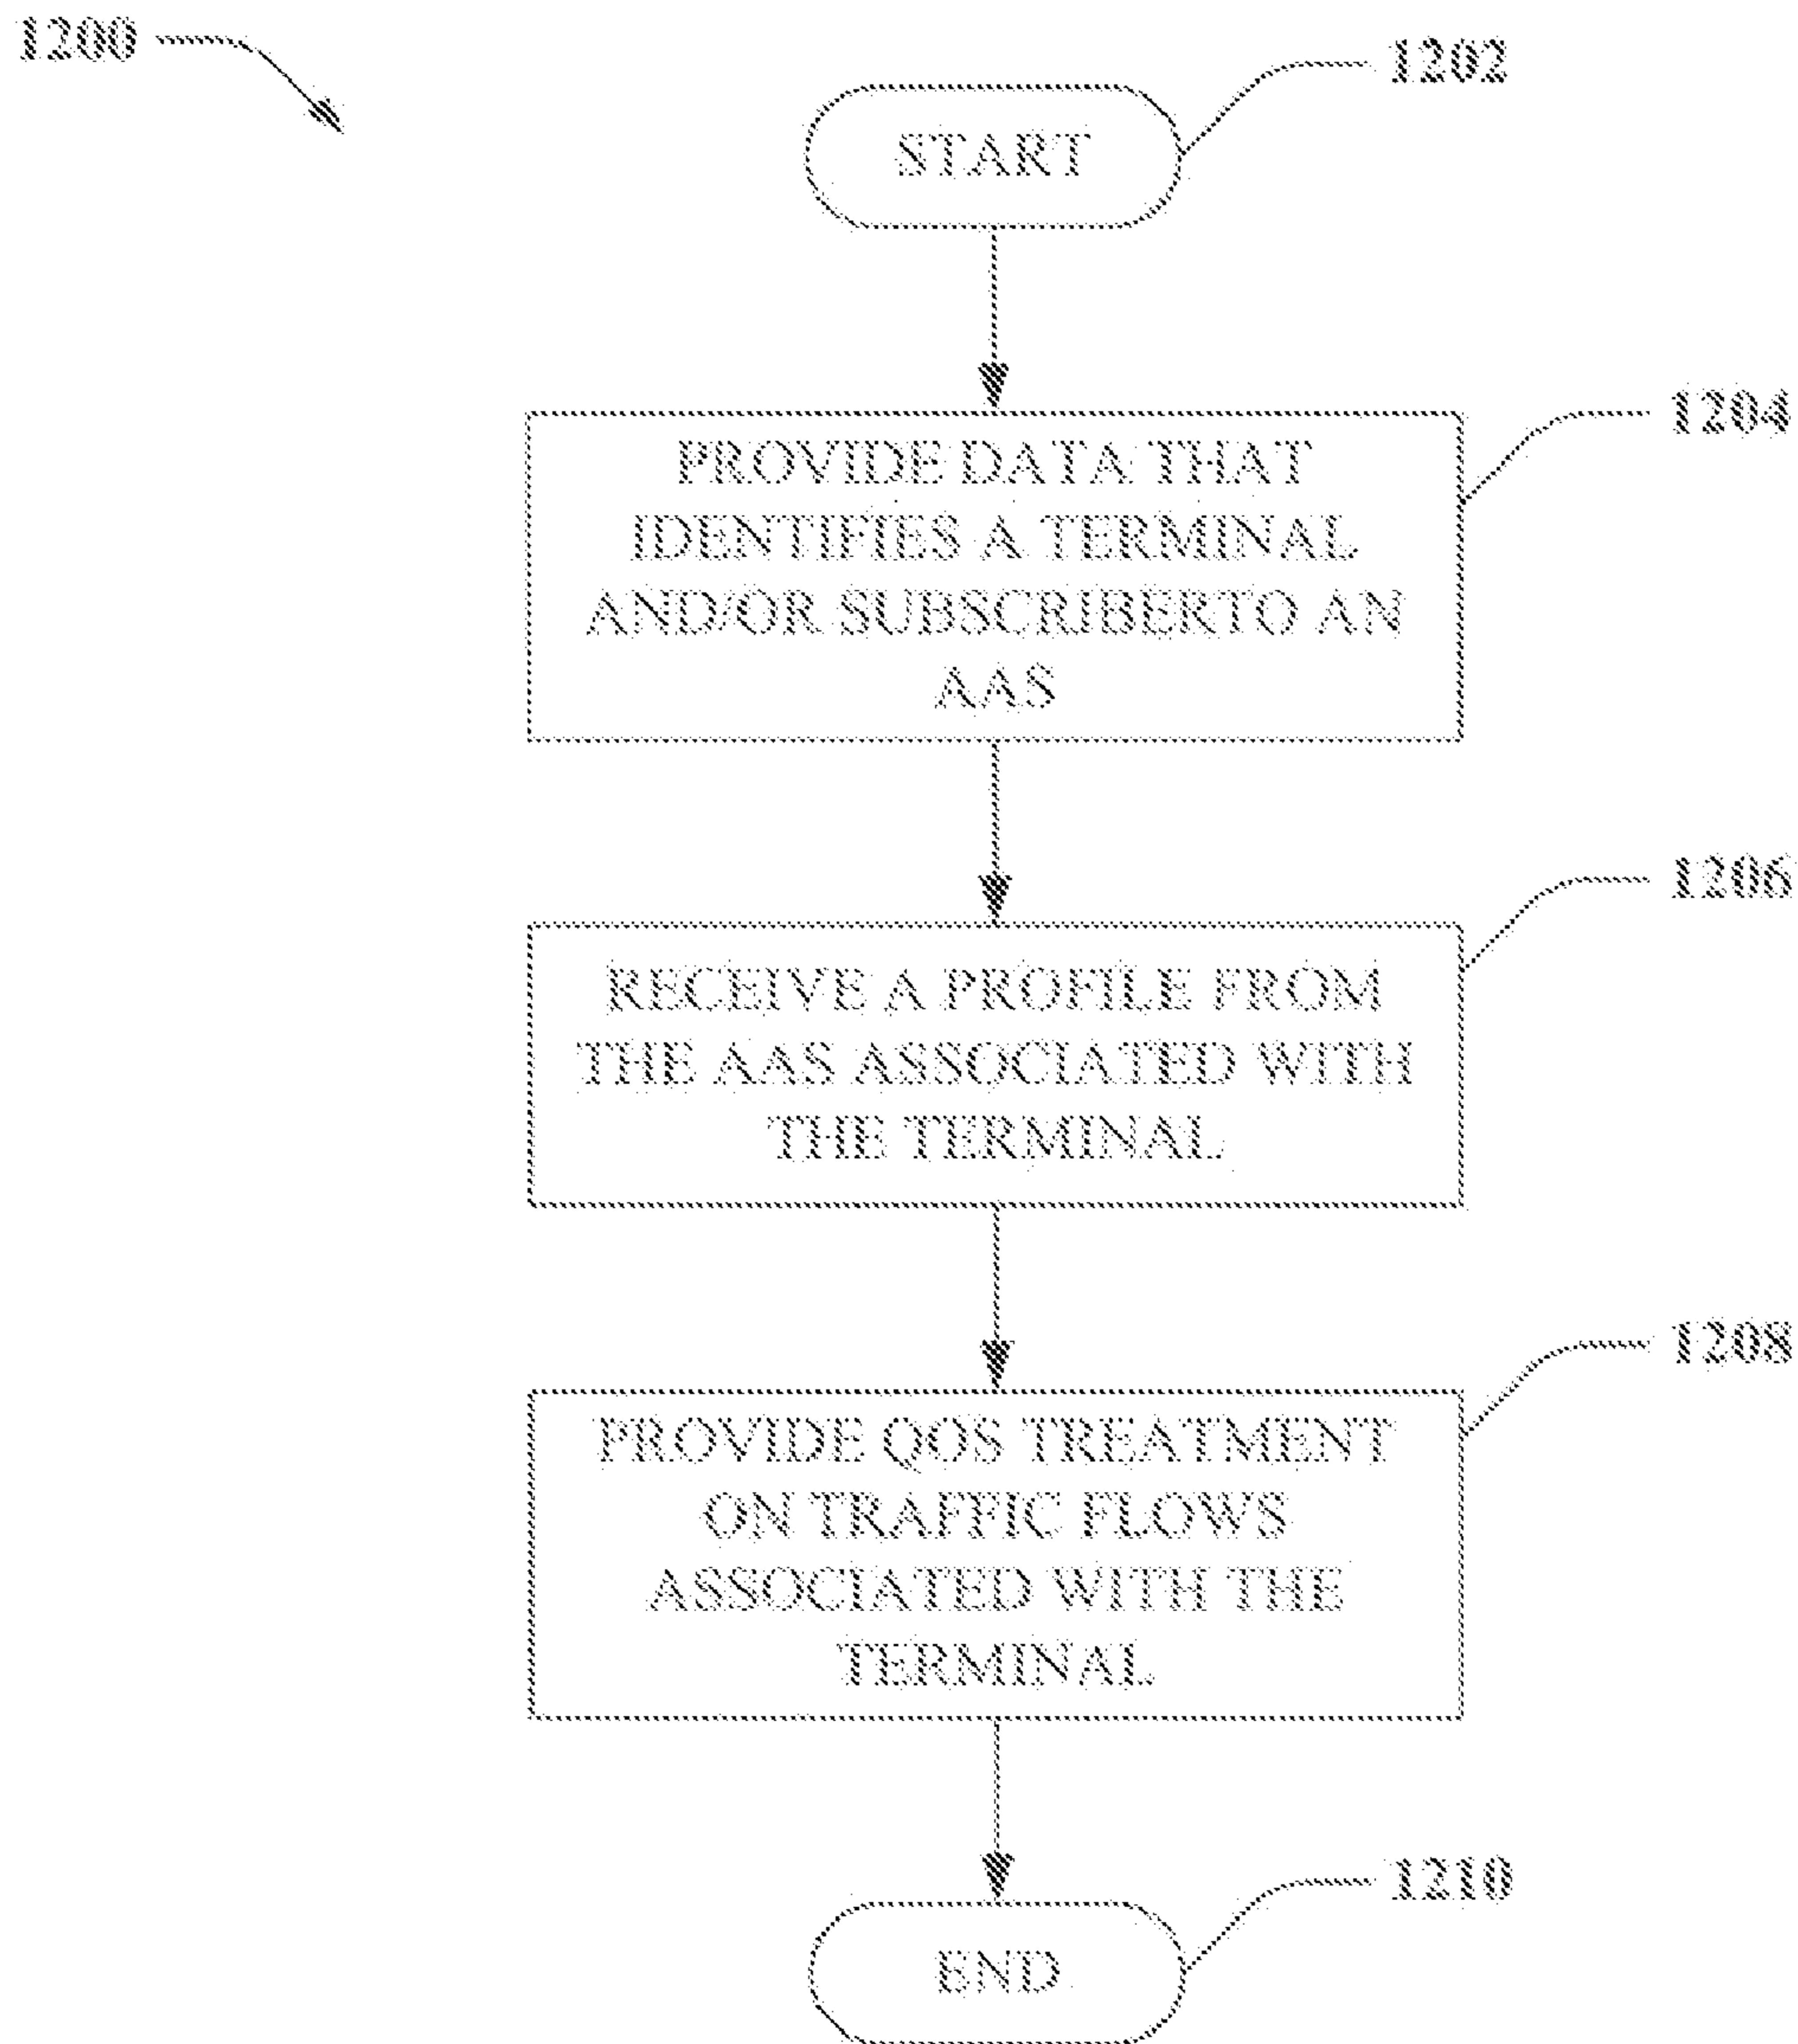 1200
1202
START
1204
PROVIDE DATA THAT
IDENTIFIES A TERMINAL
AND/OR SUBSCRIBERTO AN
AAS
1206
RECEIVE A PROFILE FROM
THE AAS ASSOCIATED WITH
THE TERMINAL
1208
PROVIDE QOS TREATMENT
ON TRAFFIC FLOWS
ASSOCIATED WITH THE
TERMINAL
1210
END